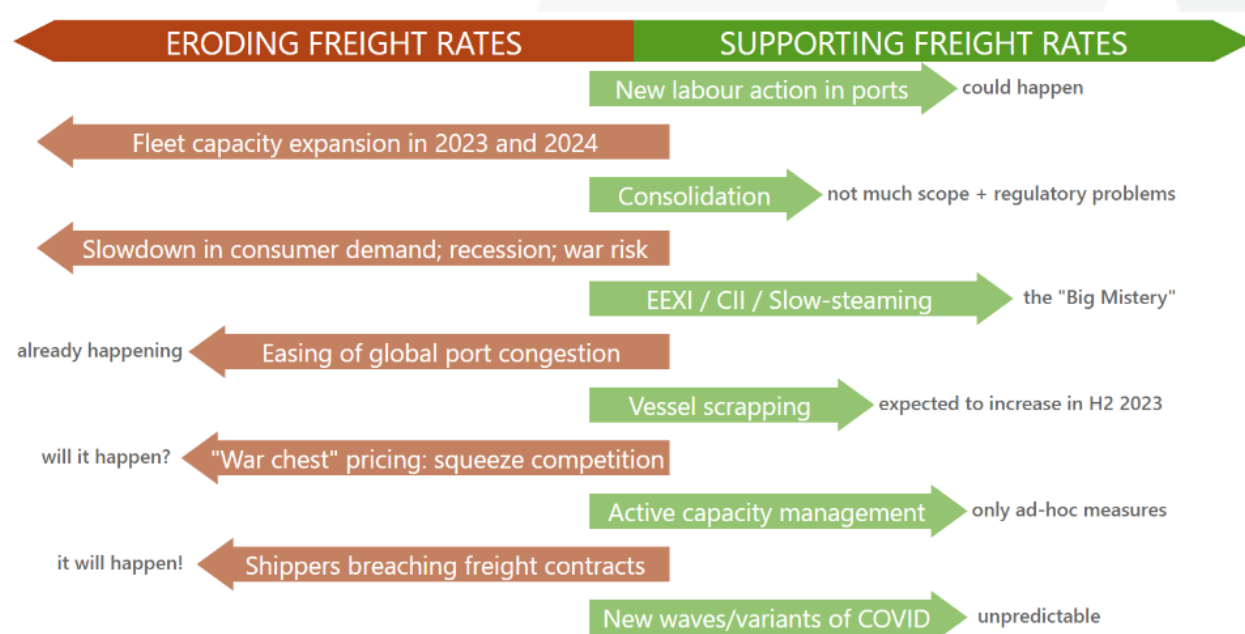 ERODING FREIGHT RATES
SUPPORTING FREIGHT RATES
New labour action in ports
could happen
Fleet capacity expansion in 2023 and 2024
Consolidation
not much scope + regulatory problems
Slowdown in consumer demand; recession; war risk
EEXI / CII / Slow-steaming
the "Big Mistery"
already happening
Easing of global port congestion
Vessel scrapping
expected to increase in H2 2023
will it happen?
"War chest" pricing: squeeze competition
Active capacity management
only ad-hoc measures
it will happen!
Shippers breaching freight contracts
New waves/variants of COVID
unpredictable